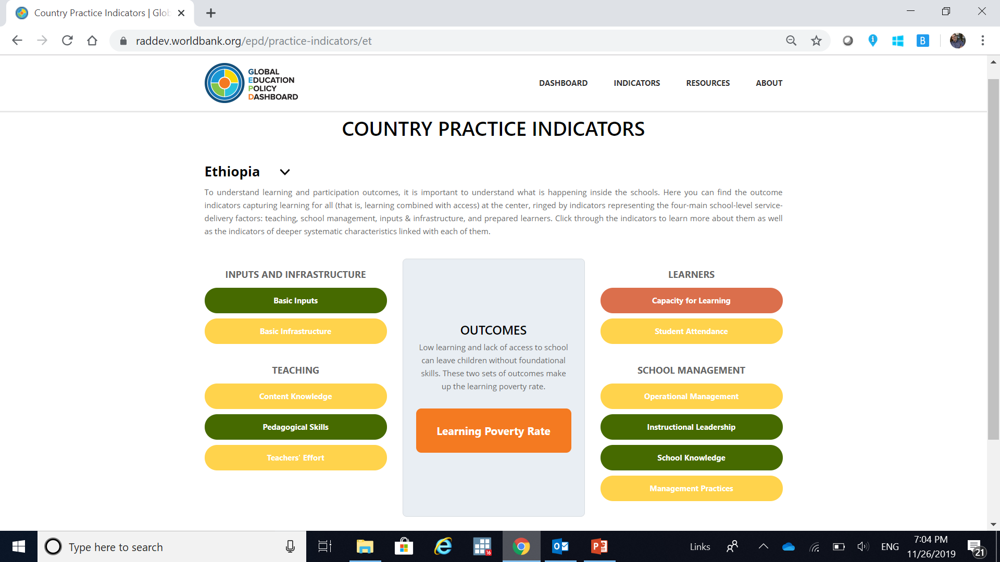 Country Practice Indicators | Glob
raddev.worldbank.org/epd/practice-indicators/et
B
GLOBAL
EDUCATION
POLICY
DASHBOARD
DASHBOARD
INDICATORS
RESOURCES
ABOUT
COUNTRY PRACTICE INDICATORS
Ethiopia
To understand learning and participation outcomes, it is important to understand what is happening inside the schools. Here you can find the outcome
indicators capturing learning for all (that is, learning combined with access) at the center, ringed by indicators representing the four-main school-level service-
delivery factors: teaching, school management, inputs & infrastructure, and prepared learners. Click through the indicators to learn more about them as well
as the indicators of deeper systematic characteristics linked with each of them.
INPUTS AND INFRASTRUCTURE
Basic Inputs
Basic Infrastructure
TEACHING
Content Knowledge
Pedagogical Skills
Teachers' Effort
OUTCOMES
Low learning and lack of access to school
can leave children without foundational
skills. These two sets of outcomes make
up the learning poverty rate.
Learning Poverty Rate
LEARNERS
Capacity for Learning
Student Attendance
SCHOOL MANAGEMENT
Operational Management
Instructional Leadership
School Knowledge
Management Practices
Type here to search
16
Links
ENG
7:04 PM
11/26/2019
21